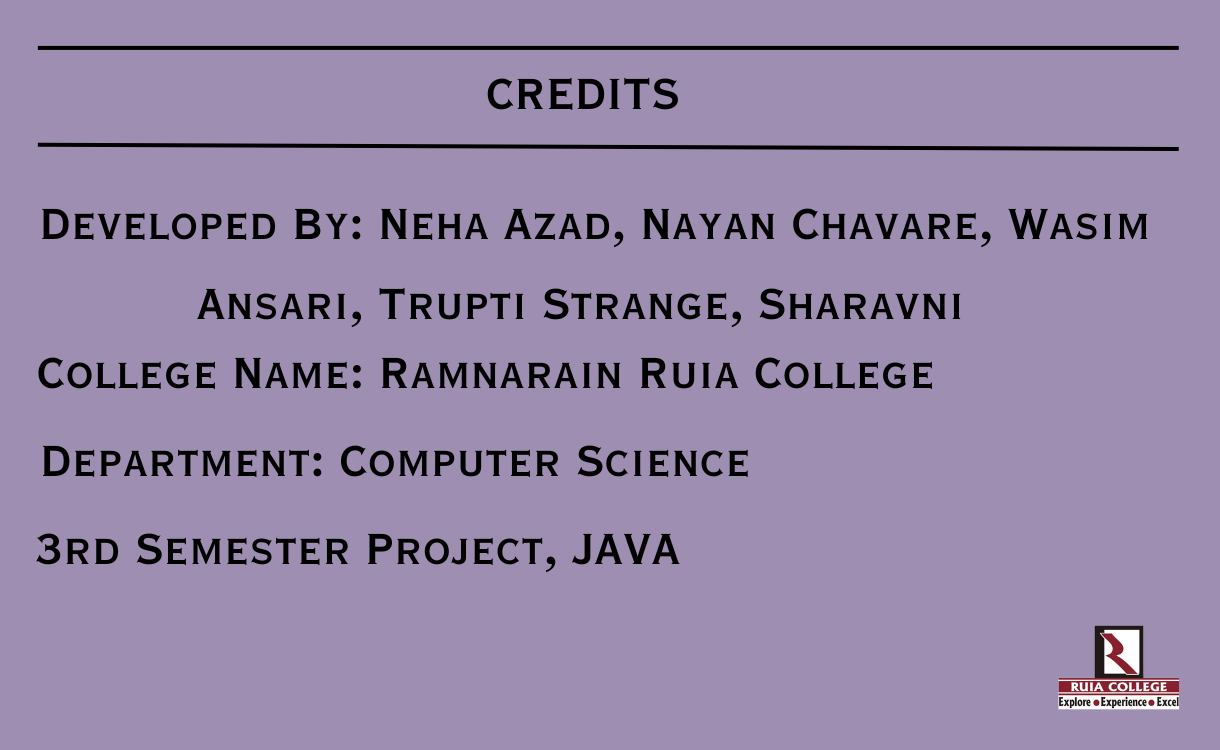 CREDITS
DEVELOPED BY: NEHA AZAD, NAYAN CHAVARE, WASIM
ANSARI, TRUPTI STRANGE, SHARAVNI
COLLEGE NAME: RAMNARAIN RUIA COLLEGE
DEPARTMENT: COMPUTER SCIENCE
3RD SEMESTER PROJECT, JAVA
R
RUIA COLLEGE
Explore ● Experience ● Excel